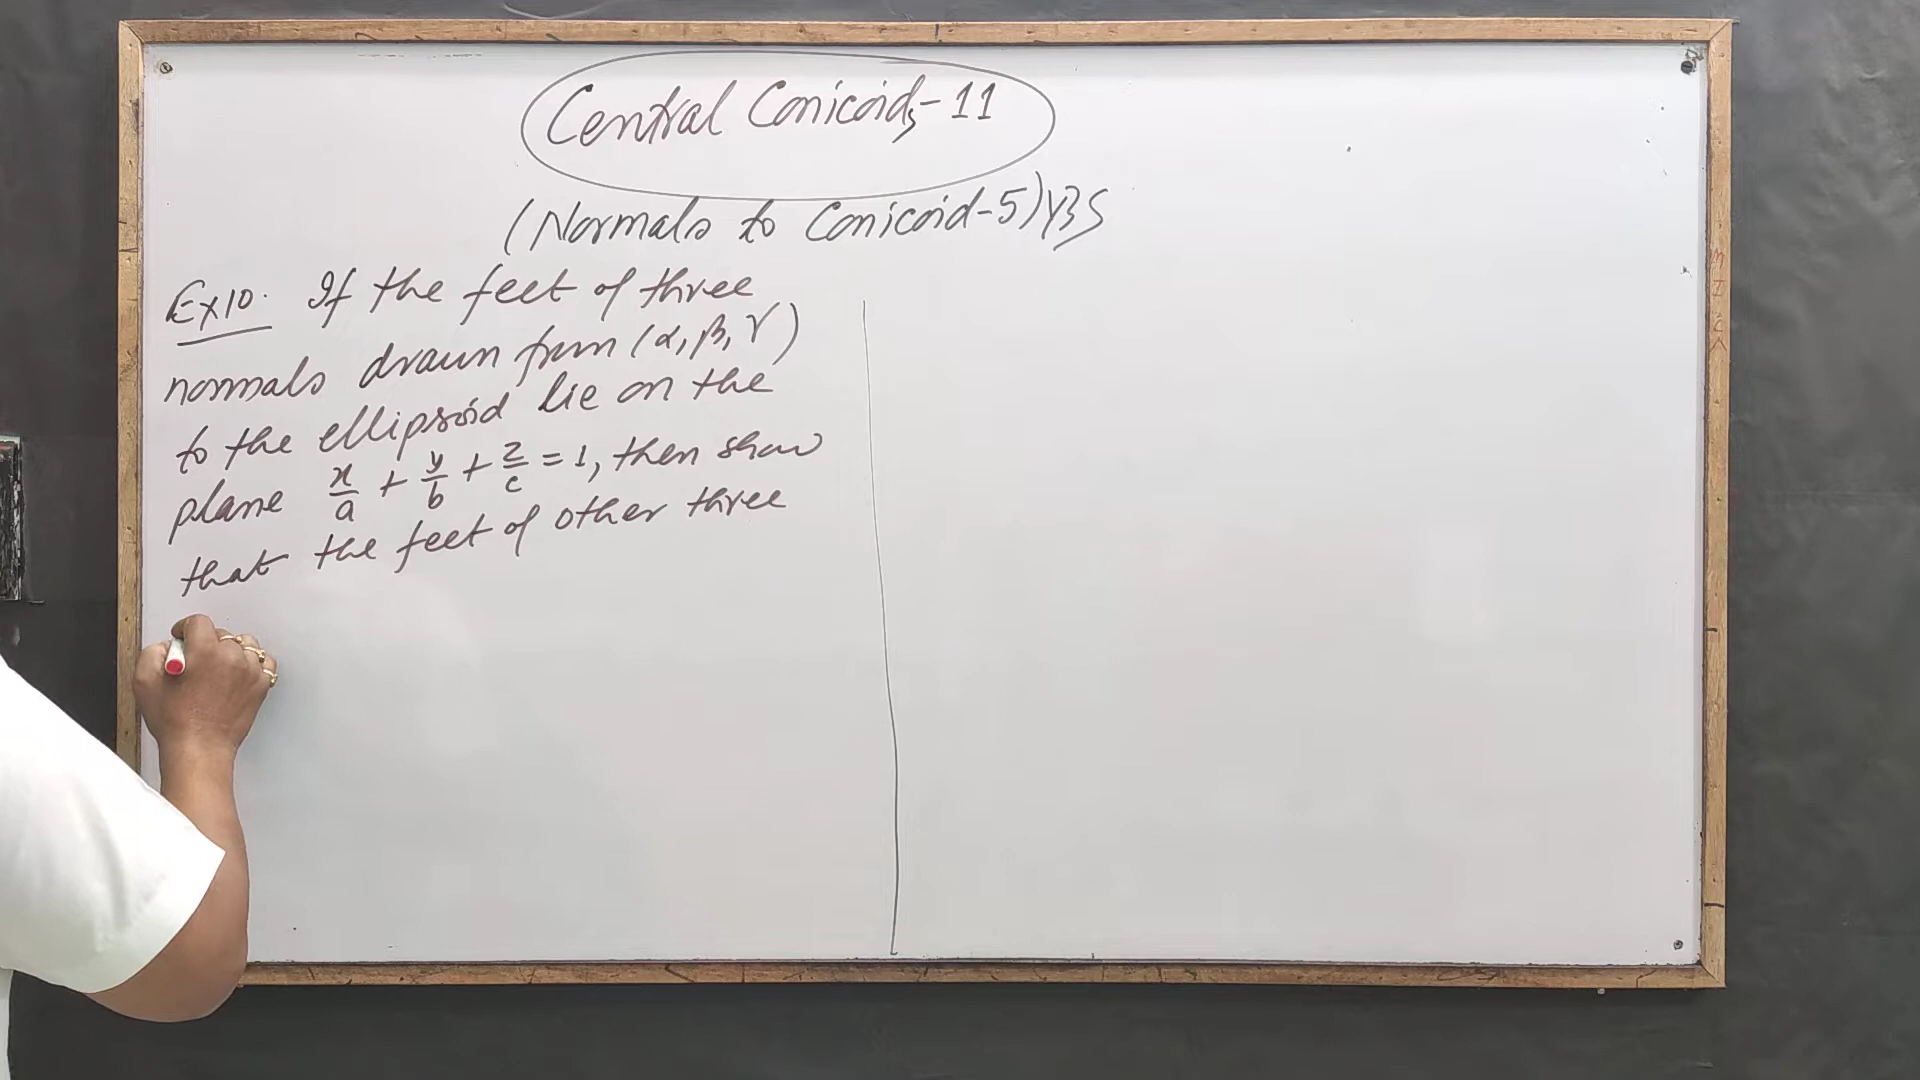 Central Conicoids-11
(Normals to Conicoid-5) YBS
Ex10. If the feet of three
normals drawn from (α, β, γ)
to the ellipsoid lie on the
plane x/a + y/b + z/c = 1, then show
that the feet of other three